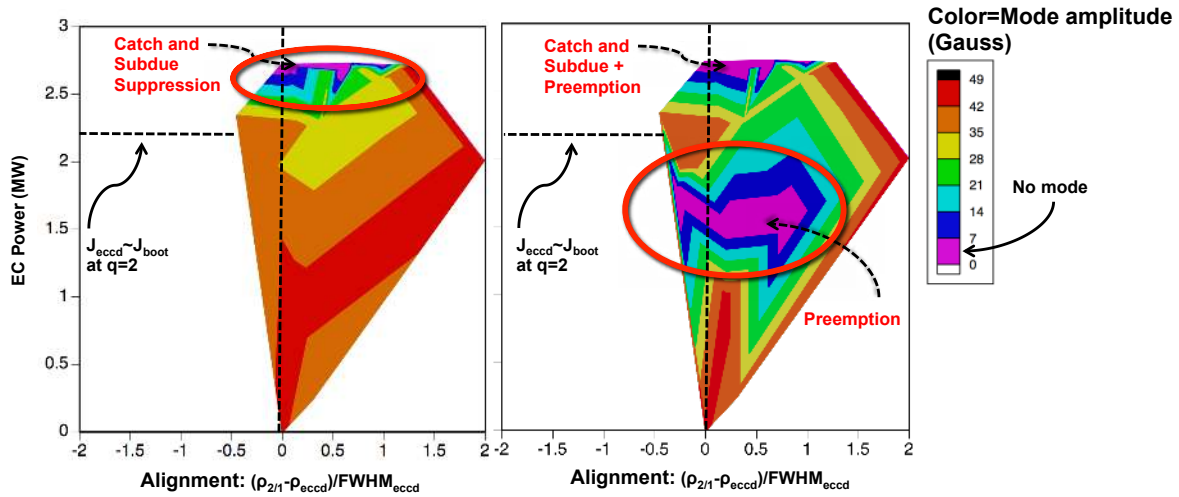 Color=Mode amplitude
(Gauss)
Catch and
Subdue
Suppression
Catch and
Subdue +
Preemption
3
2.5
2
1.5
1
0.5
0
EC Power (MW)
J_eccd~J_boot
at q=2
J_eccd~J_boot
at q=2
Preemption
49
42
35
28
21
14
7
0
No mode
-2 -1.5 -1 -0.5 0 0.5 1 1.5 2
-2 -1.5 -1 -0.5 0 0.5 1 1.5 2
Alignment: (ρ2/1-ρeccd)/FWHMeccd
Alignment: (ρ2/1-ρeccd)/FWHMeccd